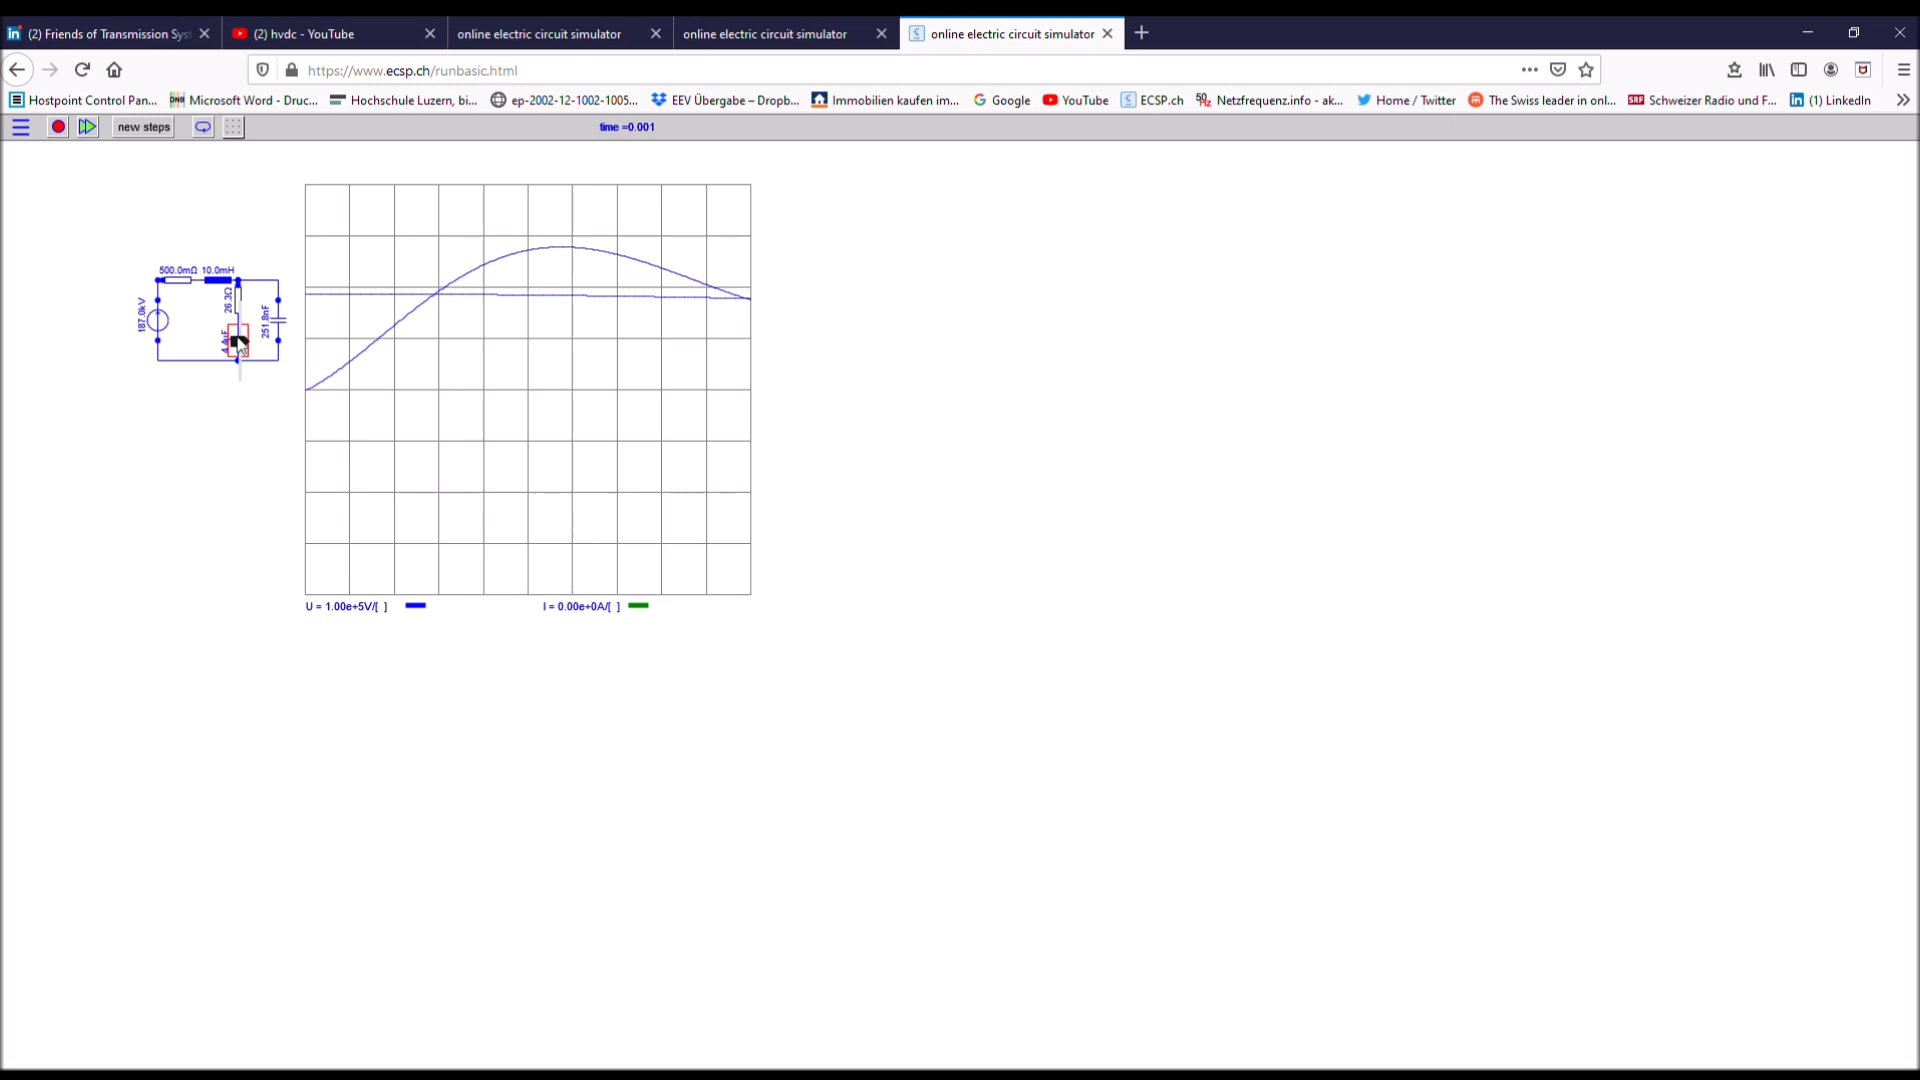 (2) Friends of Transmission Syst
(2) hvdc - YouTube
online electric circuit simulator
online electric circuit simulator
online electric circuit simulator
https://www.ecsp.ch/runbasic.html
Hostpoint Control Pan...
Microsoft Word - Druc...
Hochschule Luzern, bi...
ep-2002-12-1002-1005...
EEV Übergabe – Dropb...
Immobilien kaufen im...
Google
YouTube
ECSP.ch
Netzfrequenz.info - ak...
Home / Twitter
The Swiss leader in onl...
Schweizer Radio und F...
(1) LinkedIn
new steps
time =0.001
500.0mΩ 10.0mH
187.0kV
26.3Ω
251.8nF
U = 1.00e+5V/[ ]
I = 0.00e+0A/[ ]